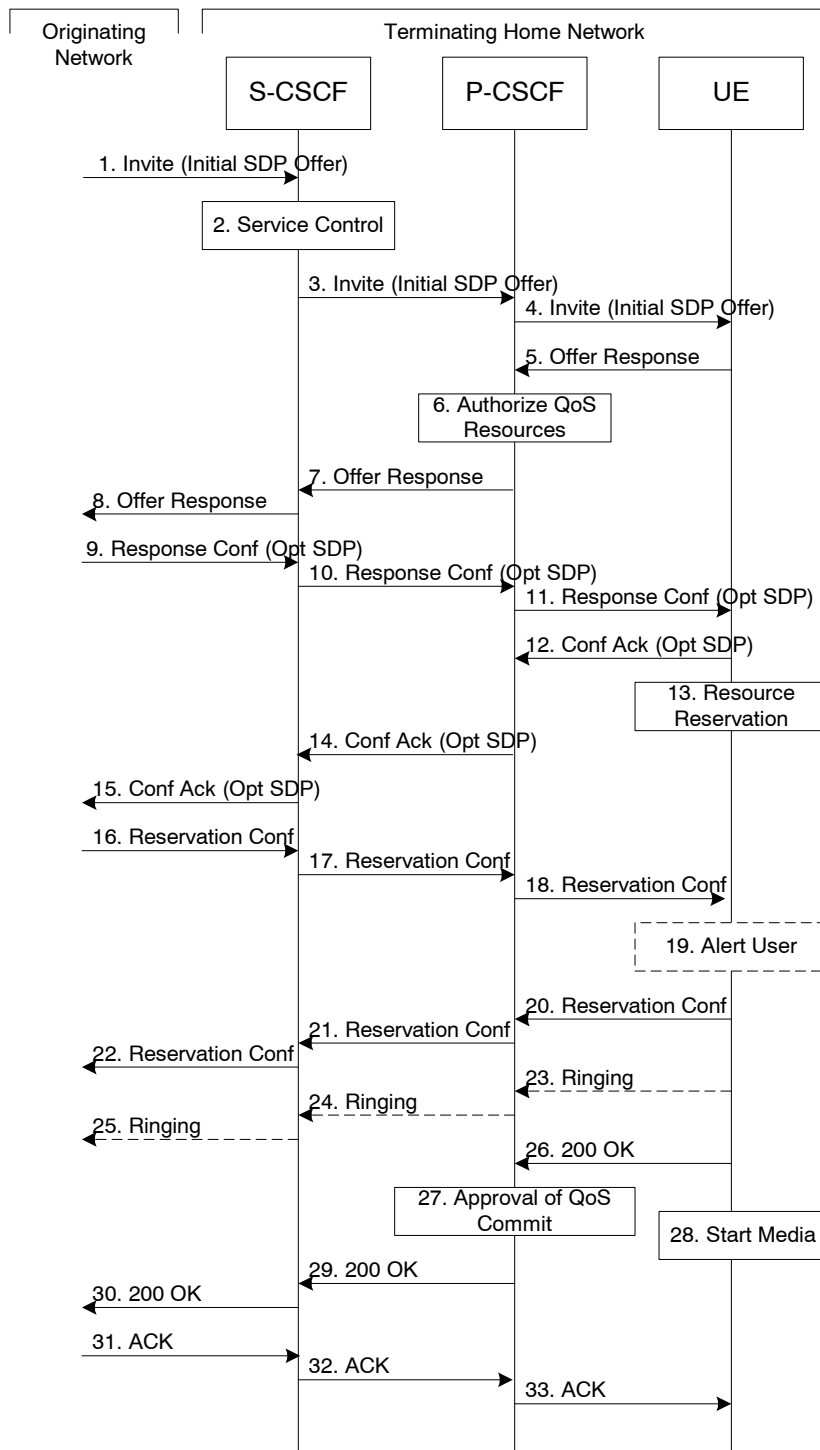 Originating
Network
Terminating Home Network
S-CSCF
P-CSCF
UE
1. Invite (Initial SDP Offer)
2. Service Control
3. Invite (Initial SDP Offer)
4. Invite (Initial SDP Offer)
5. Offer Response
6. Authorize QoS
Resources
7. Offer Response
8. Offer Response
9. Response Conf (Opt SDP)
10. Response Conf (Opt SDP)
11. Response Conf (Opt SDP)
12. Conf Ack (Opt SDP)
13. Resource
Reservation
14. Conf Ack (Opt SDP)
15. Conf Ack (Opt SDP)
16. Reservation Conf
17. Reservation Conf
18. Reservation Conf
19. Alert User
20. Reservation Conf
21. Reservation Conf
22. Reservation Conf
23. Ringing
24. Ringing
25. Ringing
26. 200 OK
27. Approval of QoS
Commit
28. Start Media
29. 200 OK
30. 200 OK
31. ACK
32. ACK
33. ACK